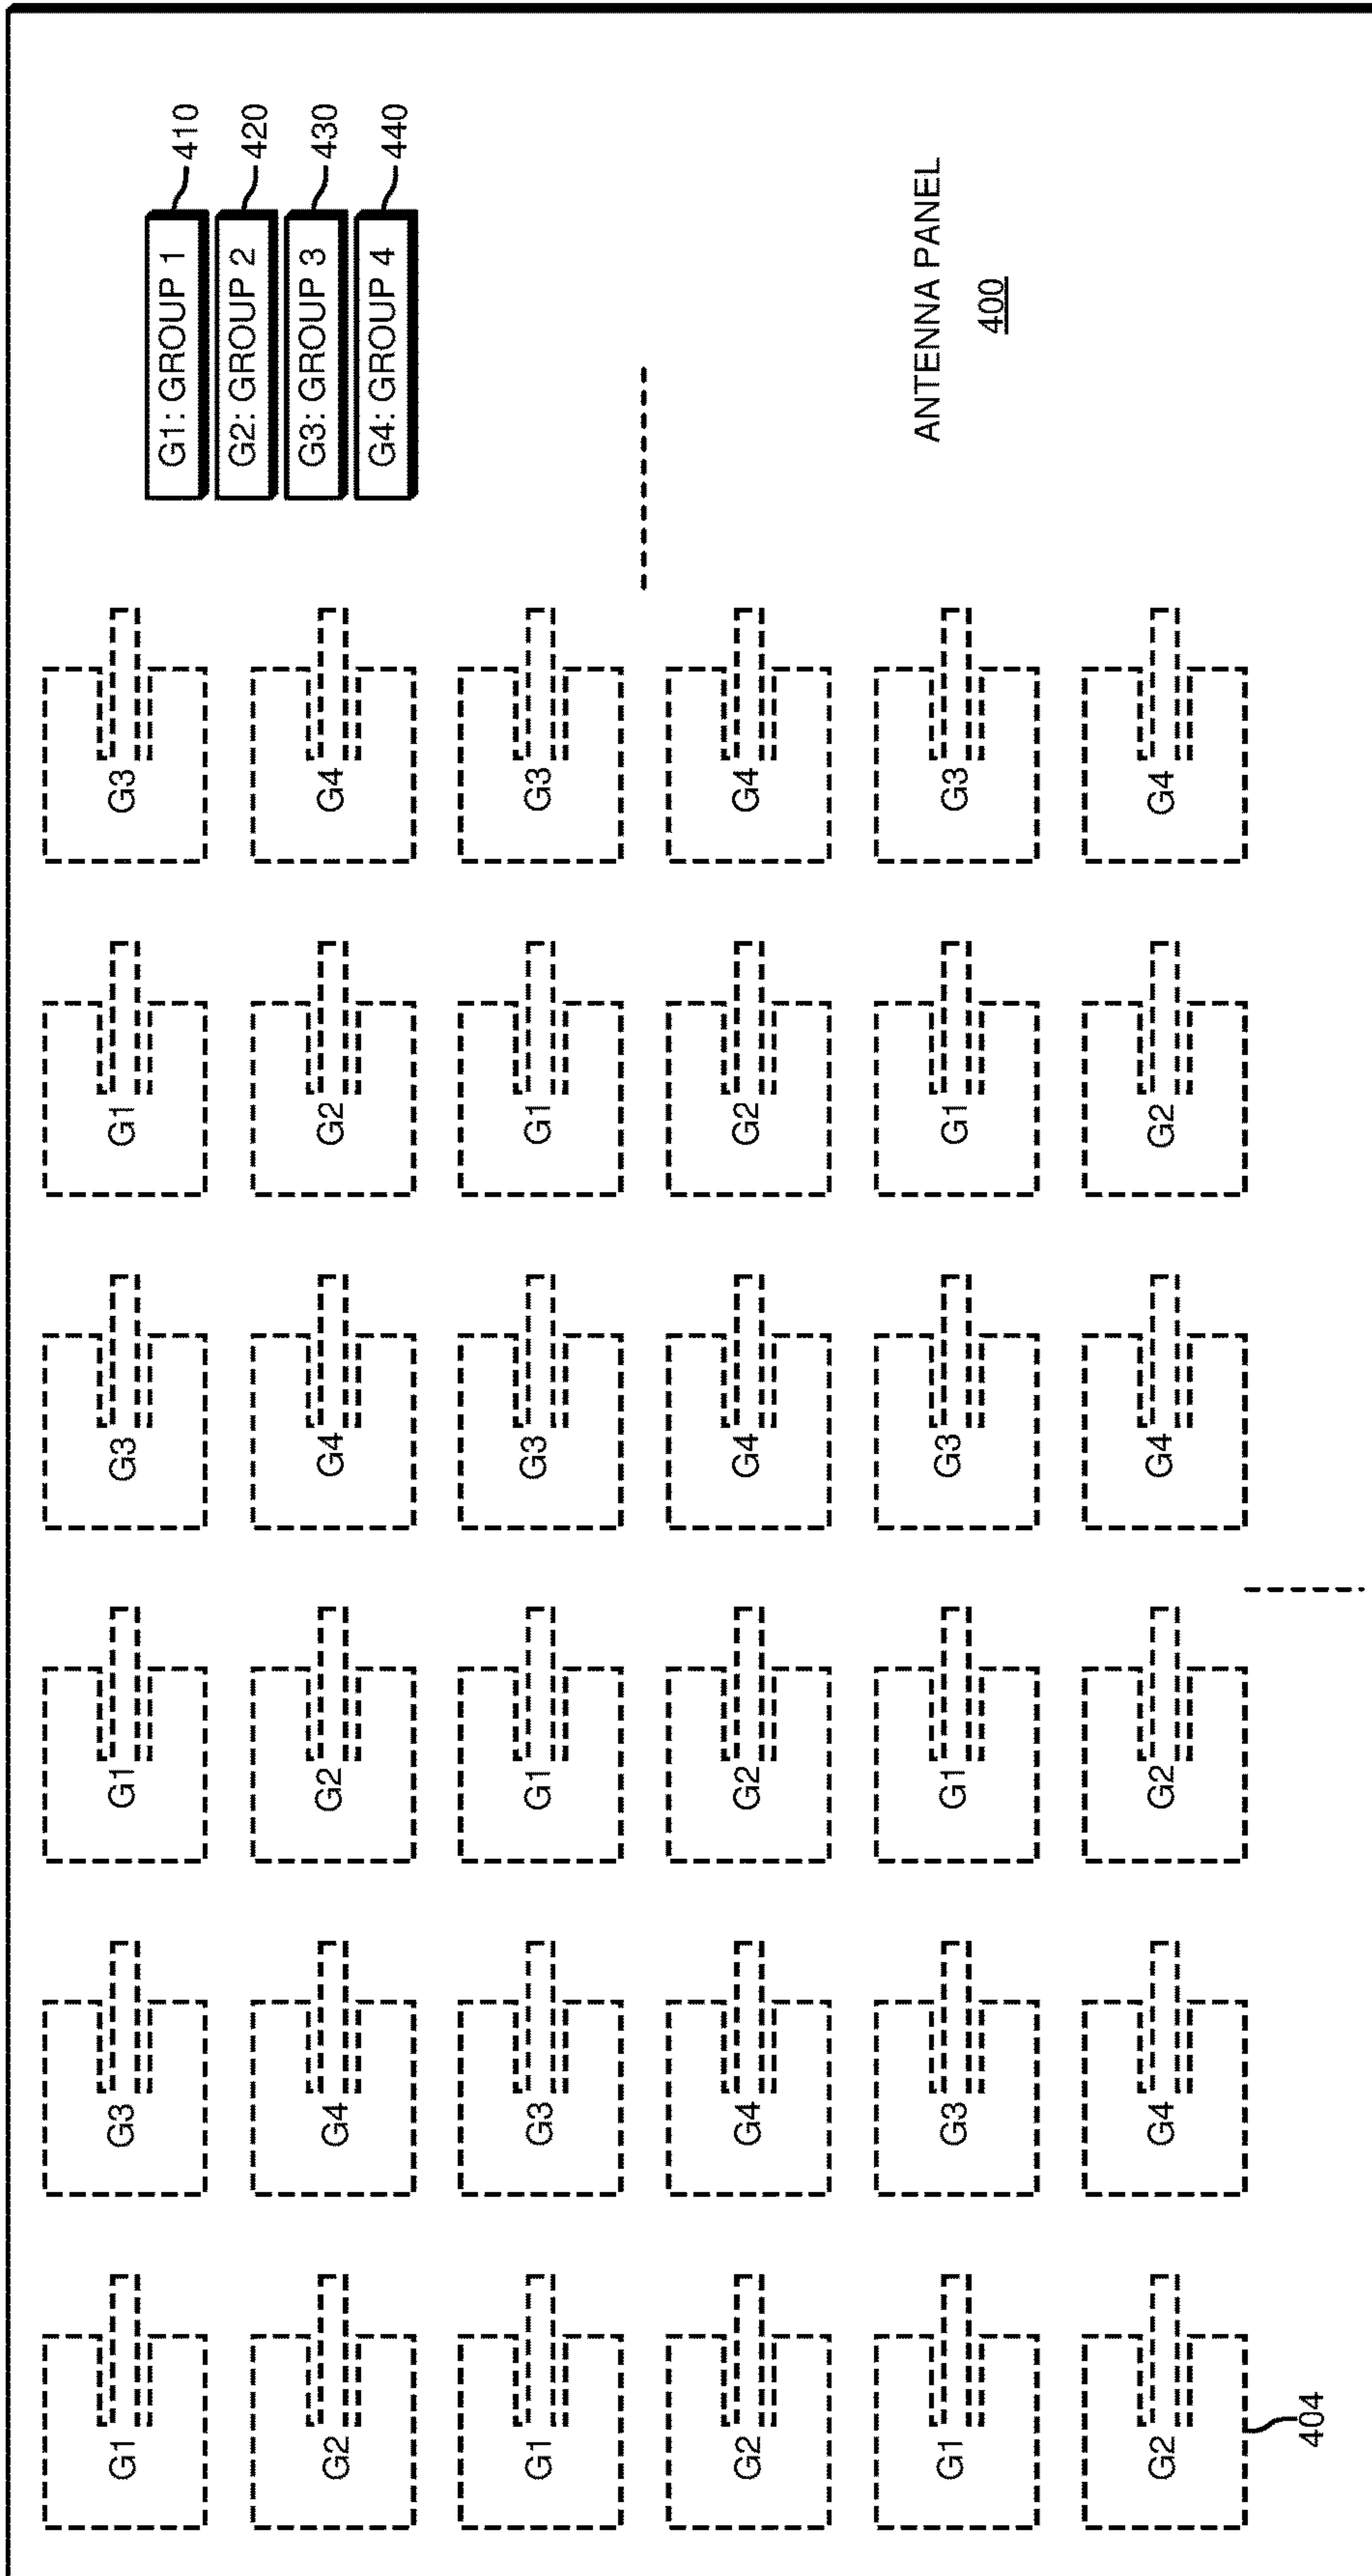 G1 G3 G1 G3 G1 G3
G2 G4 G2 G4 G2 G4
G1 G3 G1 G3 G1 G3
G2 G4 G2 G4 G2 G4
G1 G3 G1 G3 G1 G3
G2 G4 G2 G4 G2 G4
404
G1: GROUP 1 410
G2: GROUP 2 420
G3: GROUP 3 430
G4: GROUP 4 440
ANTENNA PANEL
400